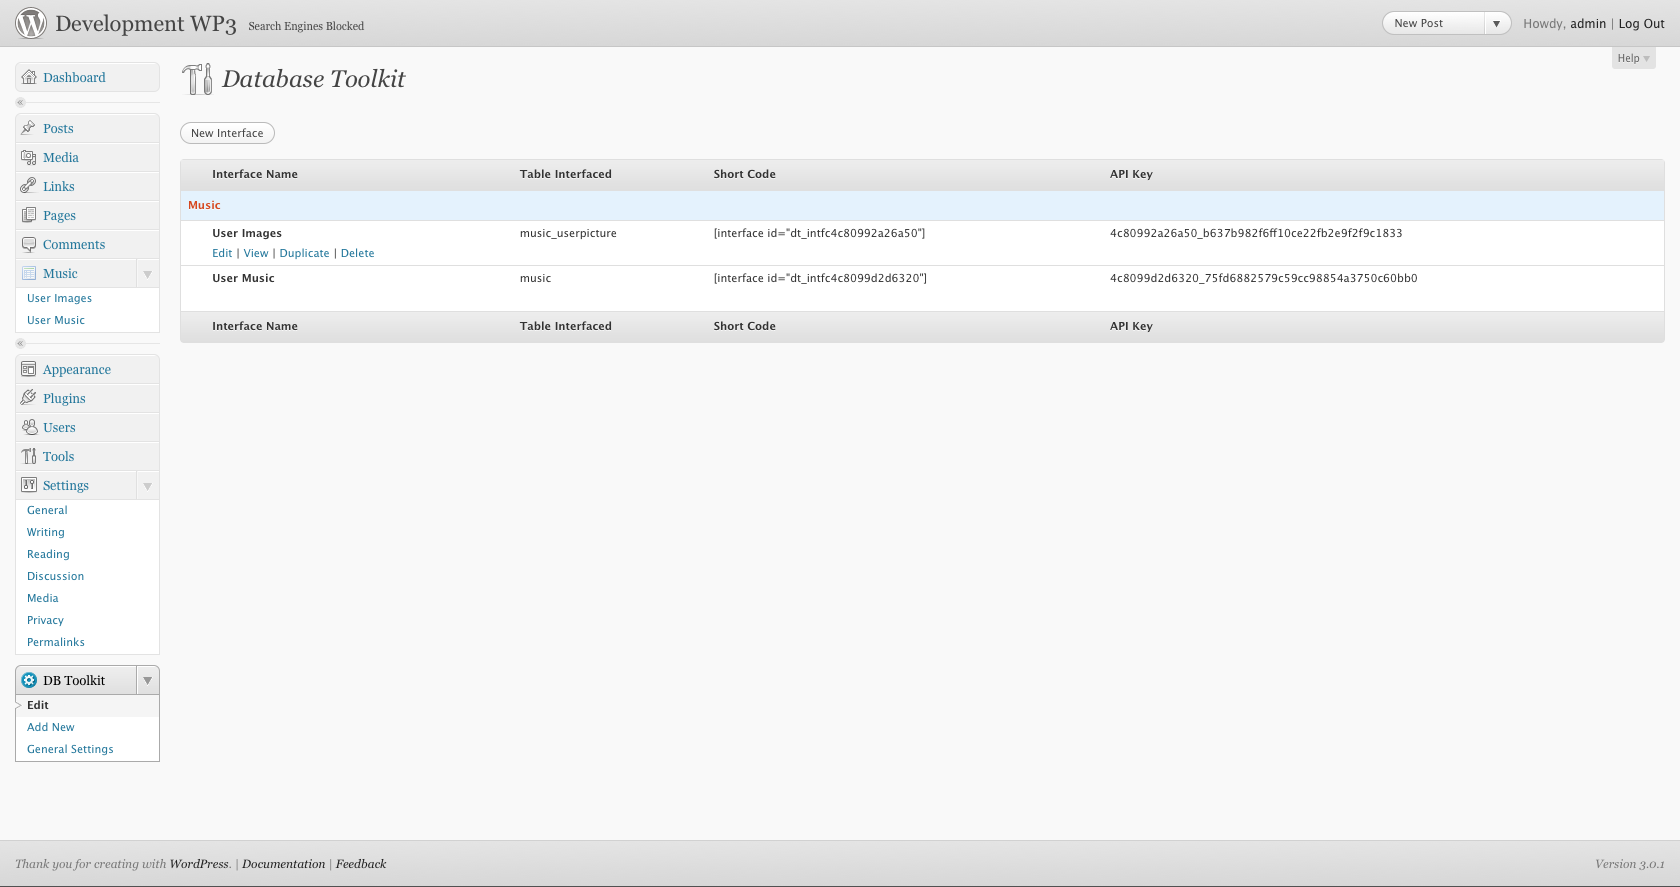 Development WP3 Search Engines Blocked
New Post
Howdy, admin | Log Out
Help
Dashboard
Posts
Media
Links
Pages
Comments
Music
User Images
User Music
Appearance
Plugins
Users
Tools
Settings
General
Writing
Reading
Discussion
Media
Privacy
Permalinks
DB Toolkit
Edit
Add New
General Settings
Database Toolkit
New Interface
Interface Name Table Interfaced Short Code API Key
Music
User Images music_userpicture [interface id="dt_intfc4c80992a26a50"] 4c80992a26a50_b637b982f6ff10ce22fb2e9f2f9c1833
Edit | View | Duplicate | Delete
User Music music [interface id="dt_intfc4c8099d2d6320"] 4c8099d2d6320_75fd6882579c59cc98854a3750c60bb0
Interface Name Table Interfaced Short Code API Key
Thank you for creating with WordPress. | Documentation | Feedback
Version 3.0.1